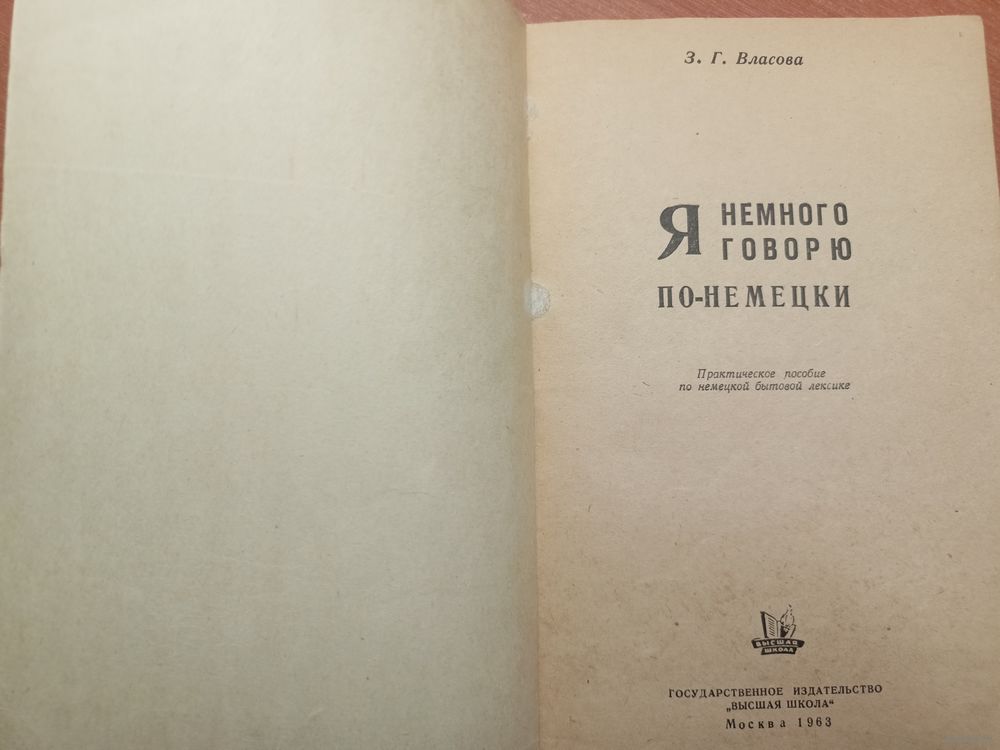 З. Г. Власова
Я НЕМНОГО
ГОВОРЮ
ПО-НЕМЕЦКИ
Практическое пособие
по немецкой бытовой лексике
ВЫСШАЯ
ШКОЛА
ГОСУДАРСТВЕННОЕ ИЗДАТЕЛЬСТВО
„ВЫСШАЯ ШКОЛА“
Москва 1963